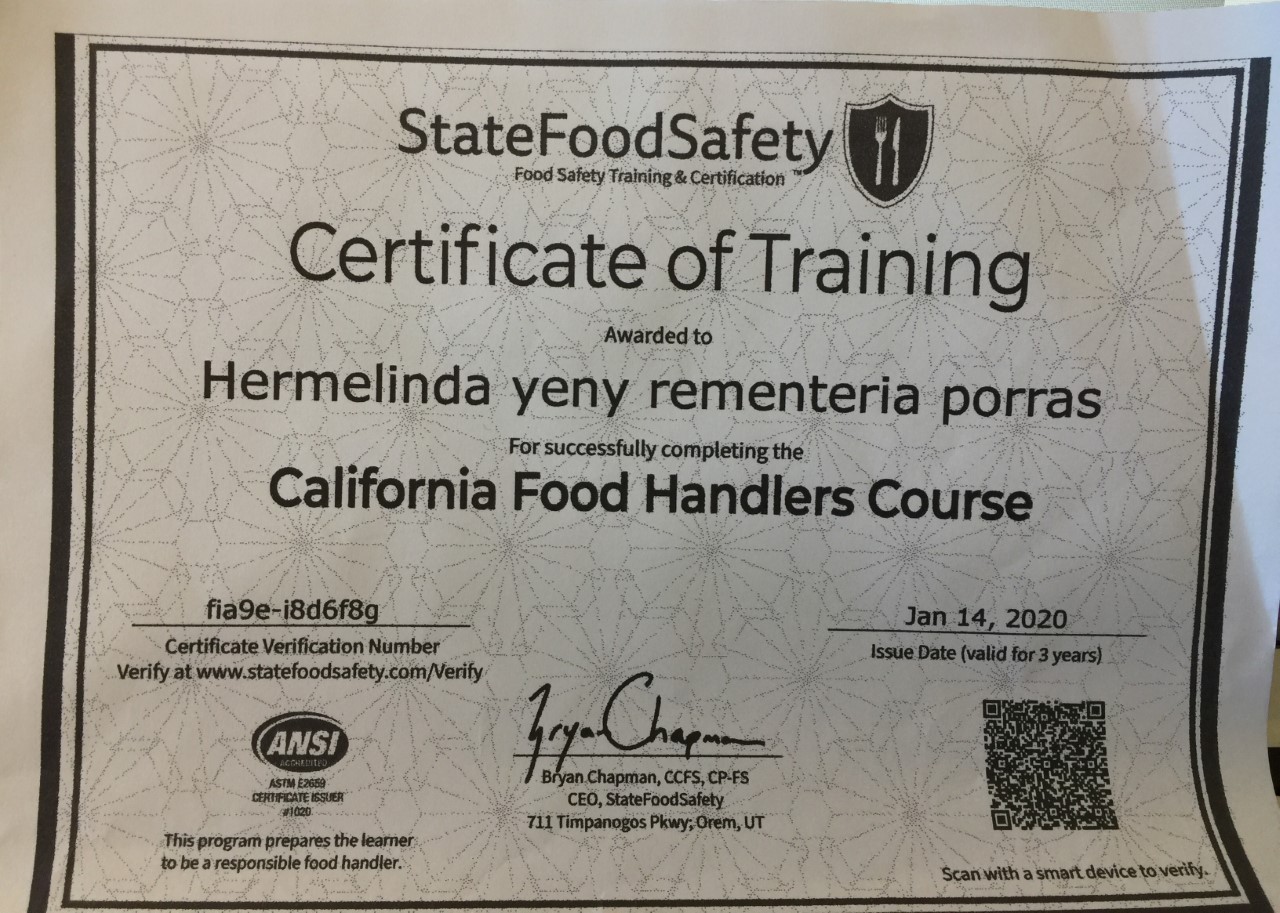 StateFoodSafety
Food Safety Training & Certification ™
Certificate of Training
Awarded to
Hermelinda yeny rementeria porras
For successfully completing the
California Food Handlers Course
fia9e-i8d6f8g
Certificate Verification Number
Verify at www.statefoodsafety.com/Verify
Jan 14, 2020
Issue Date (valid for 3 years)
ANSI
ACCREDITED
ASTM E2659
CERTIFICATE ISSUER
#1020
This program prepares the learner
to be a responsible food handler.
Bryan Chapman
Bryan Chapman, CCFS, CP-FS
CEO, StateFoodSafety
711 Timpanogos Pkwy; Orem, UT
Scan with a smart device to verify.